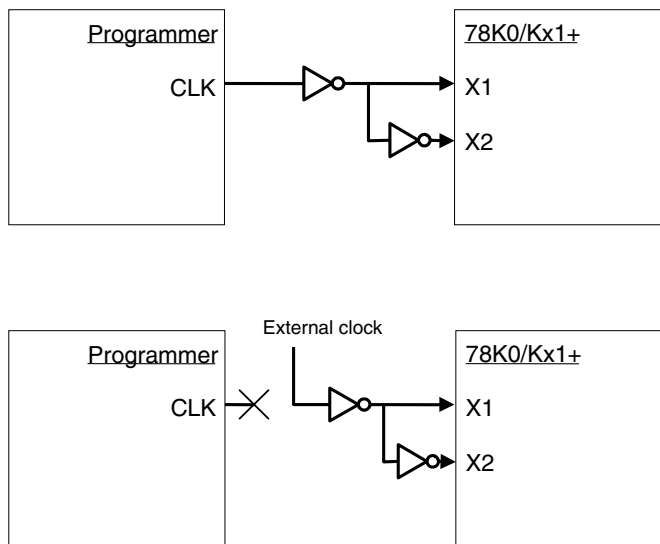 Programmer
78K0/Kx1+
CLK
X1
X2
External clock
Programmer
78K0/Kx1+
CLK
X1
X2